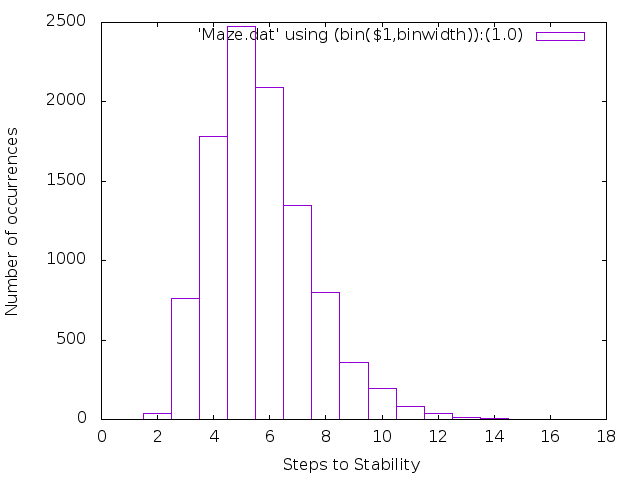 'Maze.dat' using (bin($1,binwidth)):(1.0)
2500
2000
1500
1000
500
0
Number of occurrences
0 2 4 6 8 10 12 14 16 18
Steps to Stability